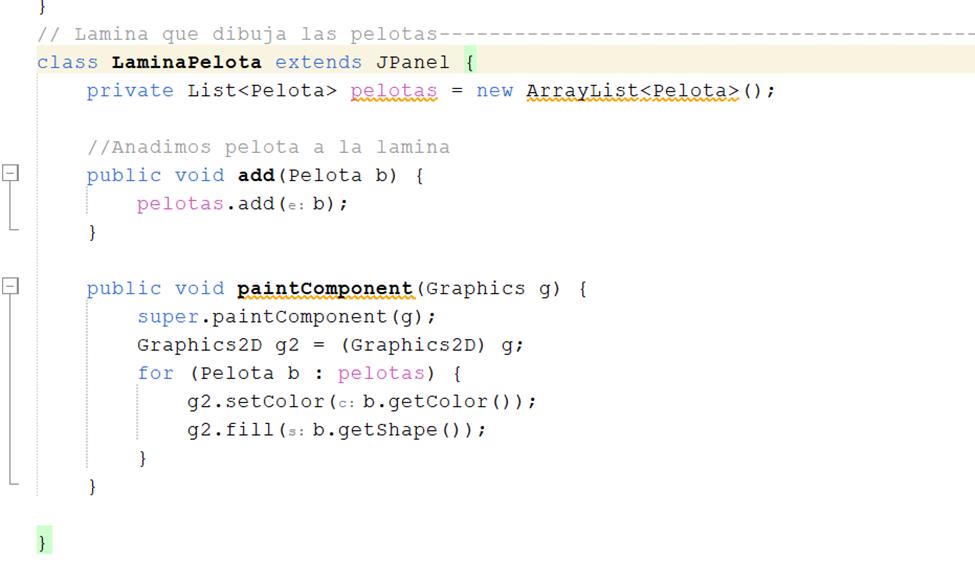 }
// Lamina que dibuja las pelotas-------------------------------------------
class LaminaPelota extends JPanel {
    private List<Pelota> pelotas = new ArrayList<Pelota>();
    //Anadimos pelota a la lamina
    public void add(Pelota b) {
        pelotas.add(e: b);
    }
    public void paintComponent(Graphics g) {
        super.paintComponent(g);
        Graphics2D g2 = (Graphics2D) g;
        for (Pelota b : pelotas) {
            g2.setColor(c: b.getColor());
            g2.fill(s: b.getShape());
        }
    }
}